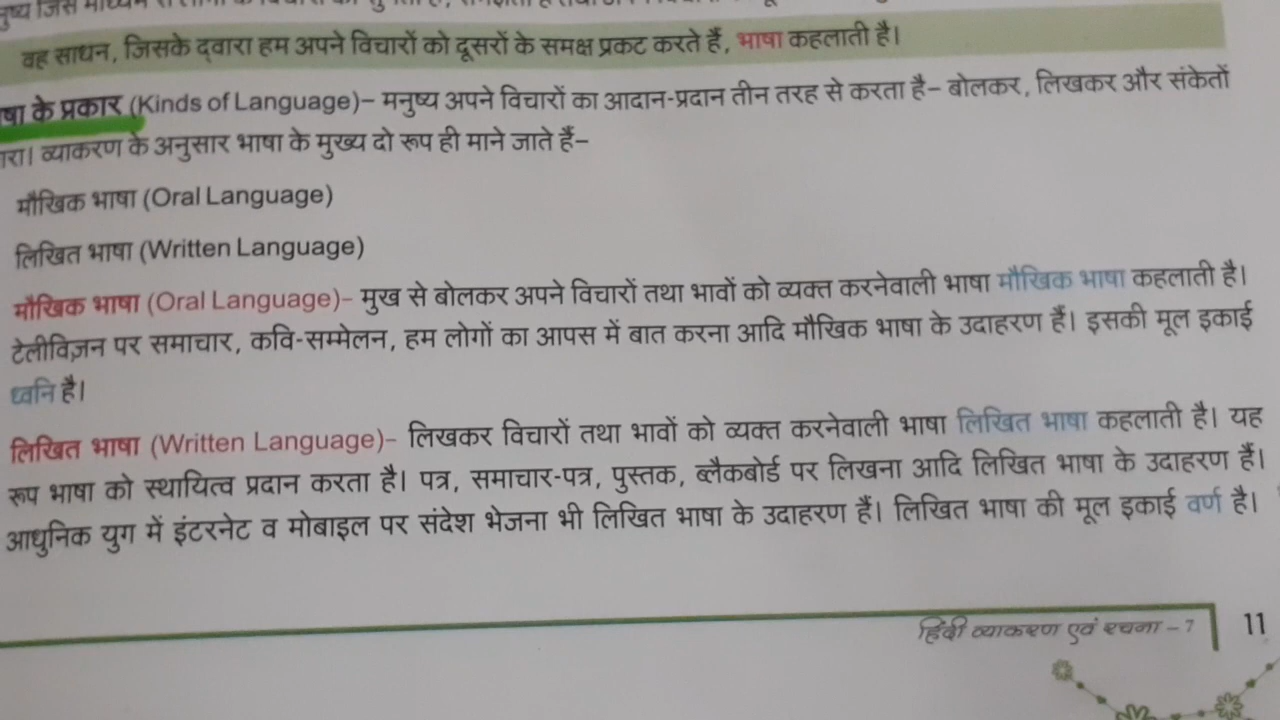 वह साधन, जिसके द्‌वारा हम अपने विचारों को दूसरों के समक्ष प्रकट करते हैं, भाषा कहलाती है।
के प्रकार (Kinds of Language)– मनुष्य अपने विचारों का आदान-प्रदान तीन तरह से करता है– बोलकर, लिखकर और संकेतों
व्याकरण के अनुसार भाषा के मुख्य दो रूप ही माने जाते हैं–
मौखिक भाषा (Oral Language)
लिखित भाषा (Written Language)
मौखिक भाषा (Oral Language)– मुख से बोलकर अपने विचारों तथा भावों को व्यक्त करनेवाली भाषा मौखिक भाषा कहलाती है।
टेलीविज़न पर समाचार, कवि-सम्मेलन, हम लोगों का आपस में बात करना आदि मौखिक भाषा के उदाहरण हैं। इसकी मूल इकाई
ध्वनि है।
लिखित भाषा (Written Language)– लिखकर विचारों तथा भावों को व्यक्त करनेवाली भाषा लिखित भाषा कहलाती है। यह
रूप भाषा को स्थायित्व प्रदान करता है। पत्र, समाचार-पत्र, पुस्तक, ब्लैकबोर्ड पर लिखना आदि लिखित भाषा के उदाहरण हैं।
आधुनिक युग में इंटरनेट व मोबाइल पर संदेश भेजना भी लिखित भाषा के उदाहरण हैं। लिखित भाषा की मूल इकाई वर्ण है।
हिंदी व्याकरण एवं रचना – 7 11